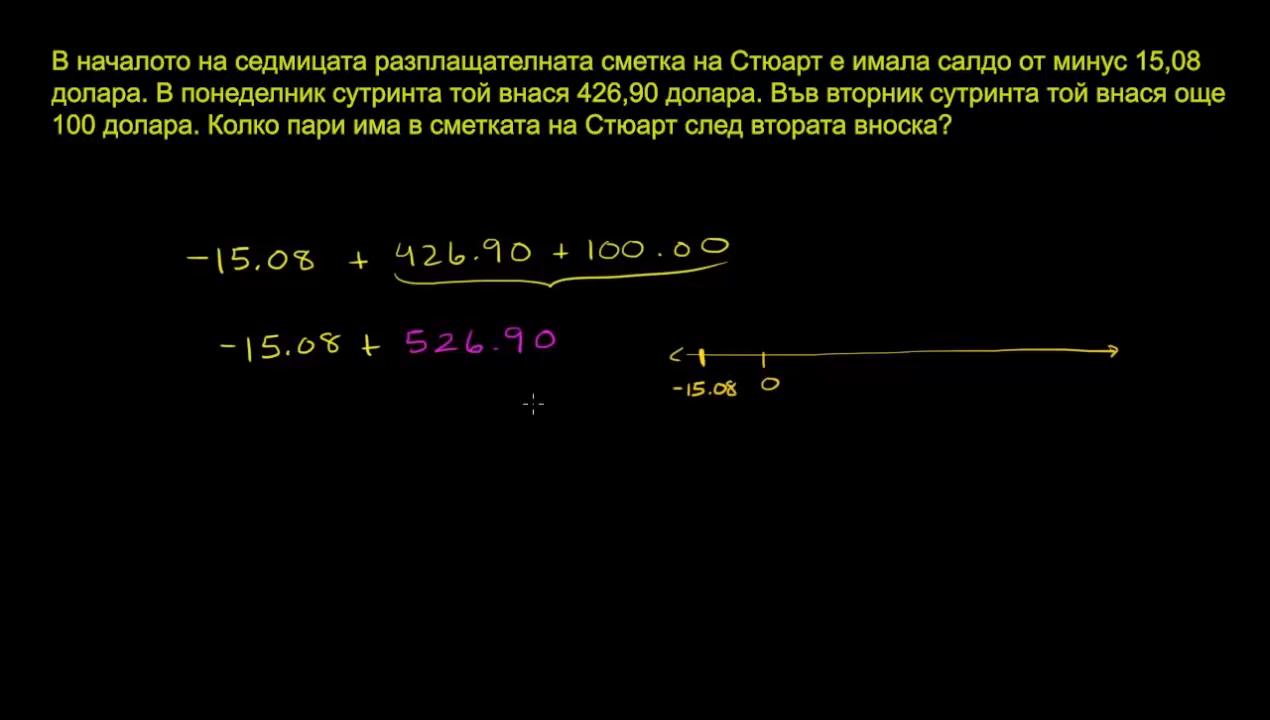 В началото на седмицата разплащателната сметка на Стюарт е имала салдо от минус 15,08
долара. В понеделник сутринта той внася 426,90 долара. Във вторник сутринта той внася още
100 долара. Колко пари има в сметката на Стюарт след втората вноска?
-15.08 + 426.90 + 100.00
-15.08 + 526.90
-15.08 0